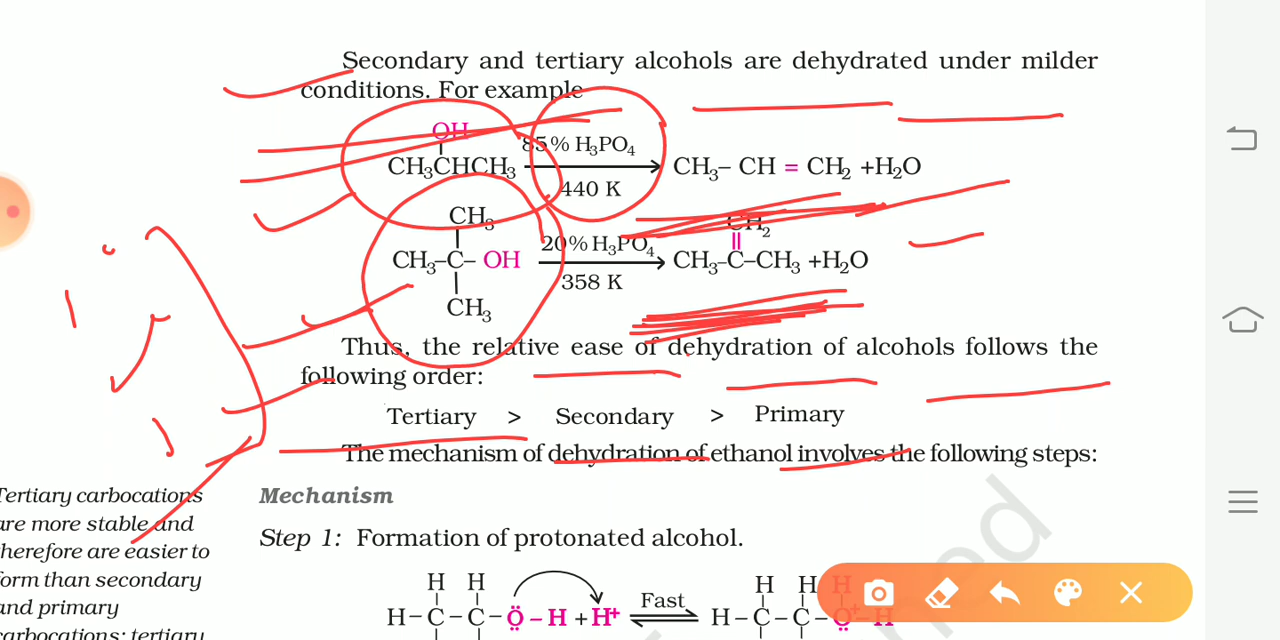 Secondary and tertiary alcohols are dehydrated under milder
conditions. For example
OH
85% H₃PO₄
CH₃CHCH₃ CH₃– CH = CH₂ +H₂O
440 K
CH₃ CH₂
20% H₃PO₄
CH₃–C– OH CH₃–C–CH₃ +H₂O
358 K
CH₃
Thus, the relative ease of dehydration of alcohols follows the
following order:
Tertiary > Secondary > Primary
The mechanism of dehydration of ethanol involves the following steps:
Tertiary carbocations
are more stable and
therefore are easier to
form than secondary
and primary
carbocations; tertiary
Mechanism
Step 1: Formation of protonated alcohol.
H H H H H
Fast
H–C–C–Ö–H +H⁺ H–C–C–O⁺–H